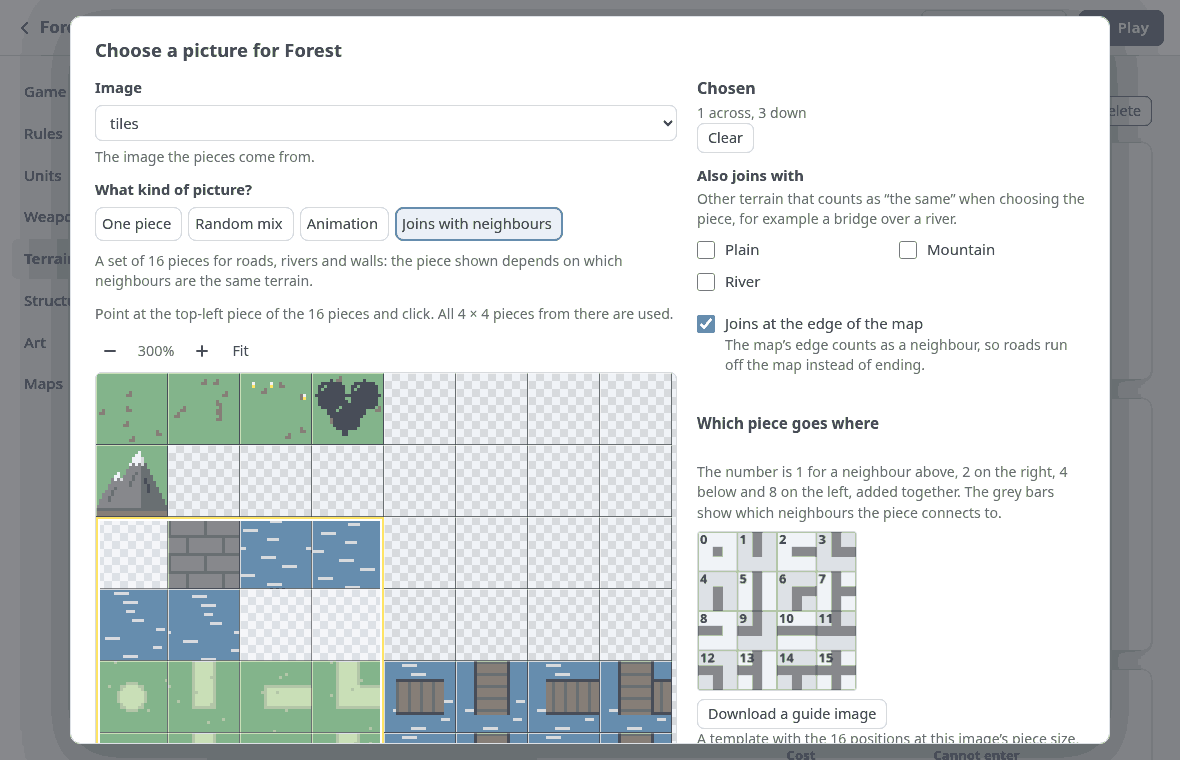 Play
Game
Rules
Units
Art
Maps
Choose a picture for Forest
Image
tiles
The image the pieces come from.
What kind of picture?
One piece
Random mix
Animation
Joins with neighbours
A set of 16 pieces for roads, rivers and walls: the piece shown depends on which
neighbours are the same terrain.
Point at the top-left piece of the 16 pieces and click. All 4 × 4 pieces from there are used.
− 300% + Fit
Chosen
1 across, 3 down
Clear
Also joins with
Other terrain that counts as “the same” when choosing the
piece, for example a bridge over a river.
Plain
Mountain
River
Joins at the edge of the map
The map’s edge counts as a neighbour, so roads run
off the map instead of ending.
Which piece goes where
The number is 1 for a neighbour above, 2 on the right, 4
below and 8 on the left, added together. The grey bars
show which neighbours the piece connects to.
0 1 2 3
4 5 6 7
8 9 10 11
12 13 14 15
Download a guide image
A template with the 16 positions at this image’s piece size
Cost
Cannot enter